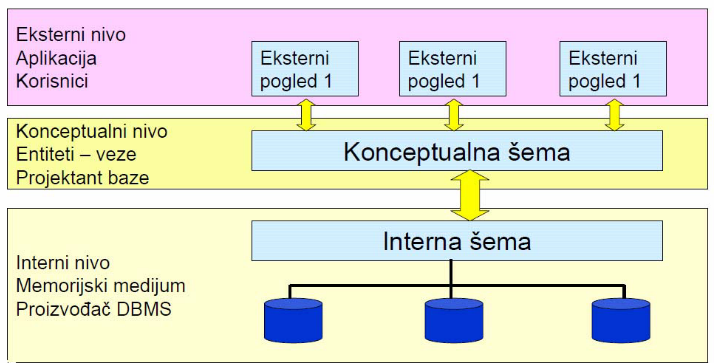 Eksterni nivo
Aplikacija
Korisnici
Eksterni
pogled 1
Eksterni
pogled 1
Eksterni
pogled 1
Konceptualni nivo
Entiteti – veze
Projektant baze
Konceptualna šema
Interni nivo
Memorijski medijum
Proizvođač DBMS
Interna šema